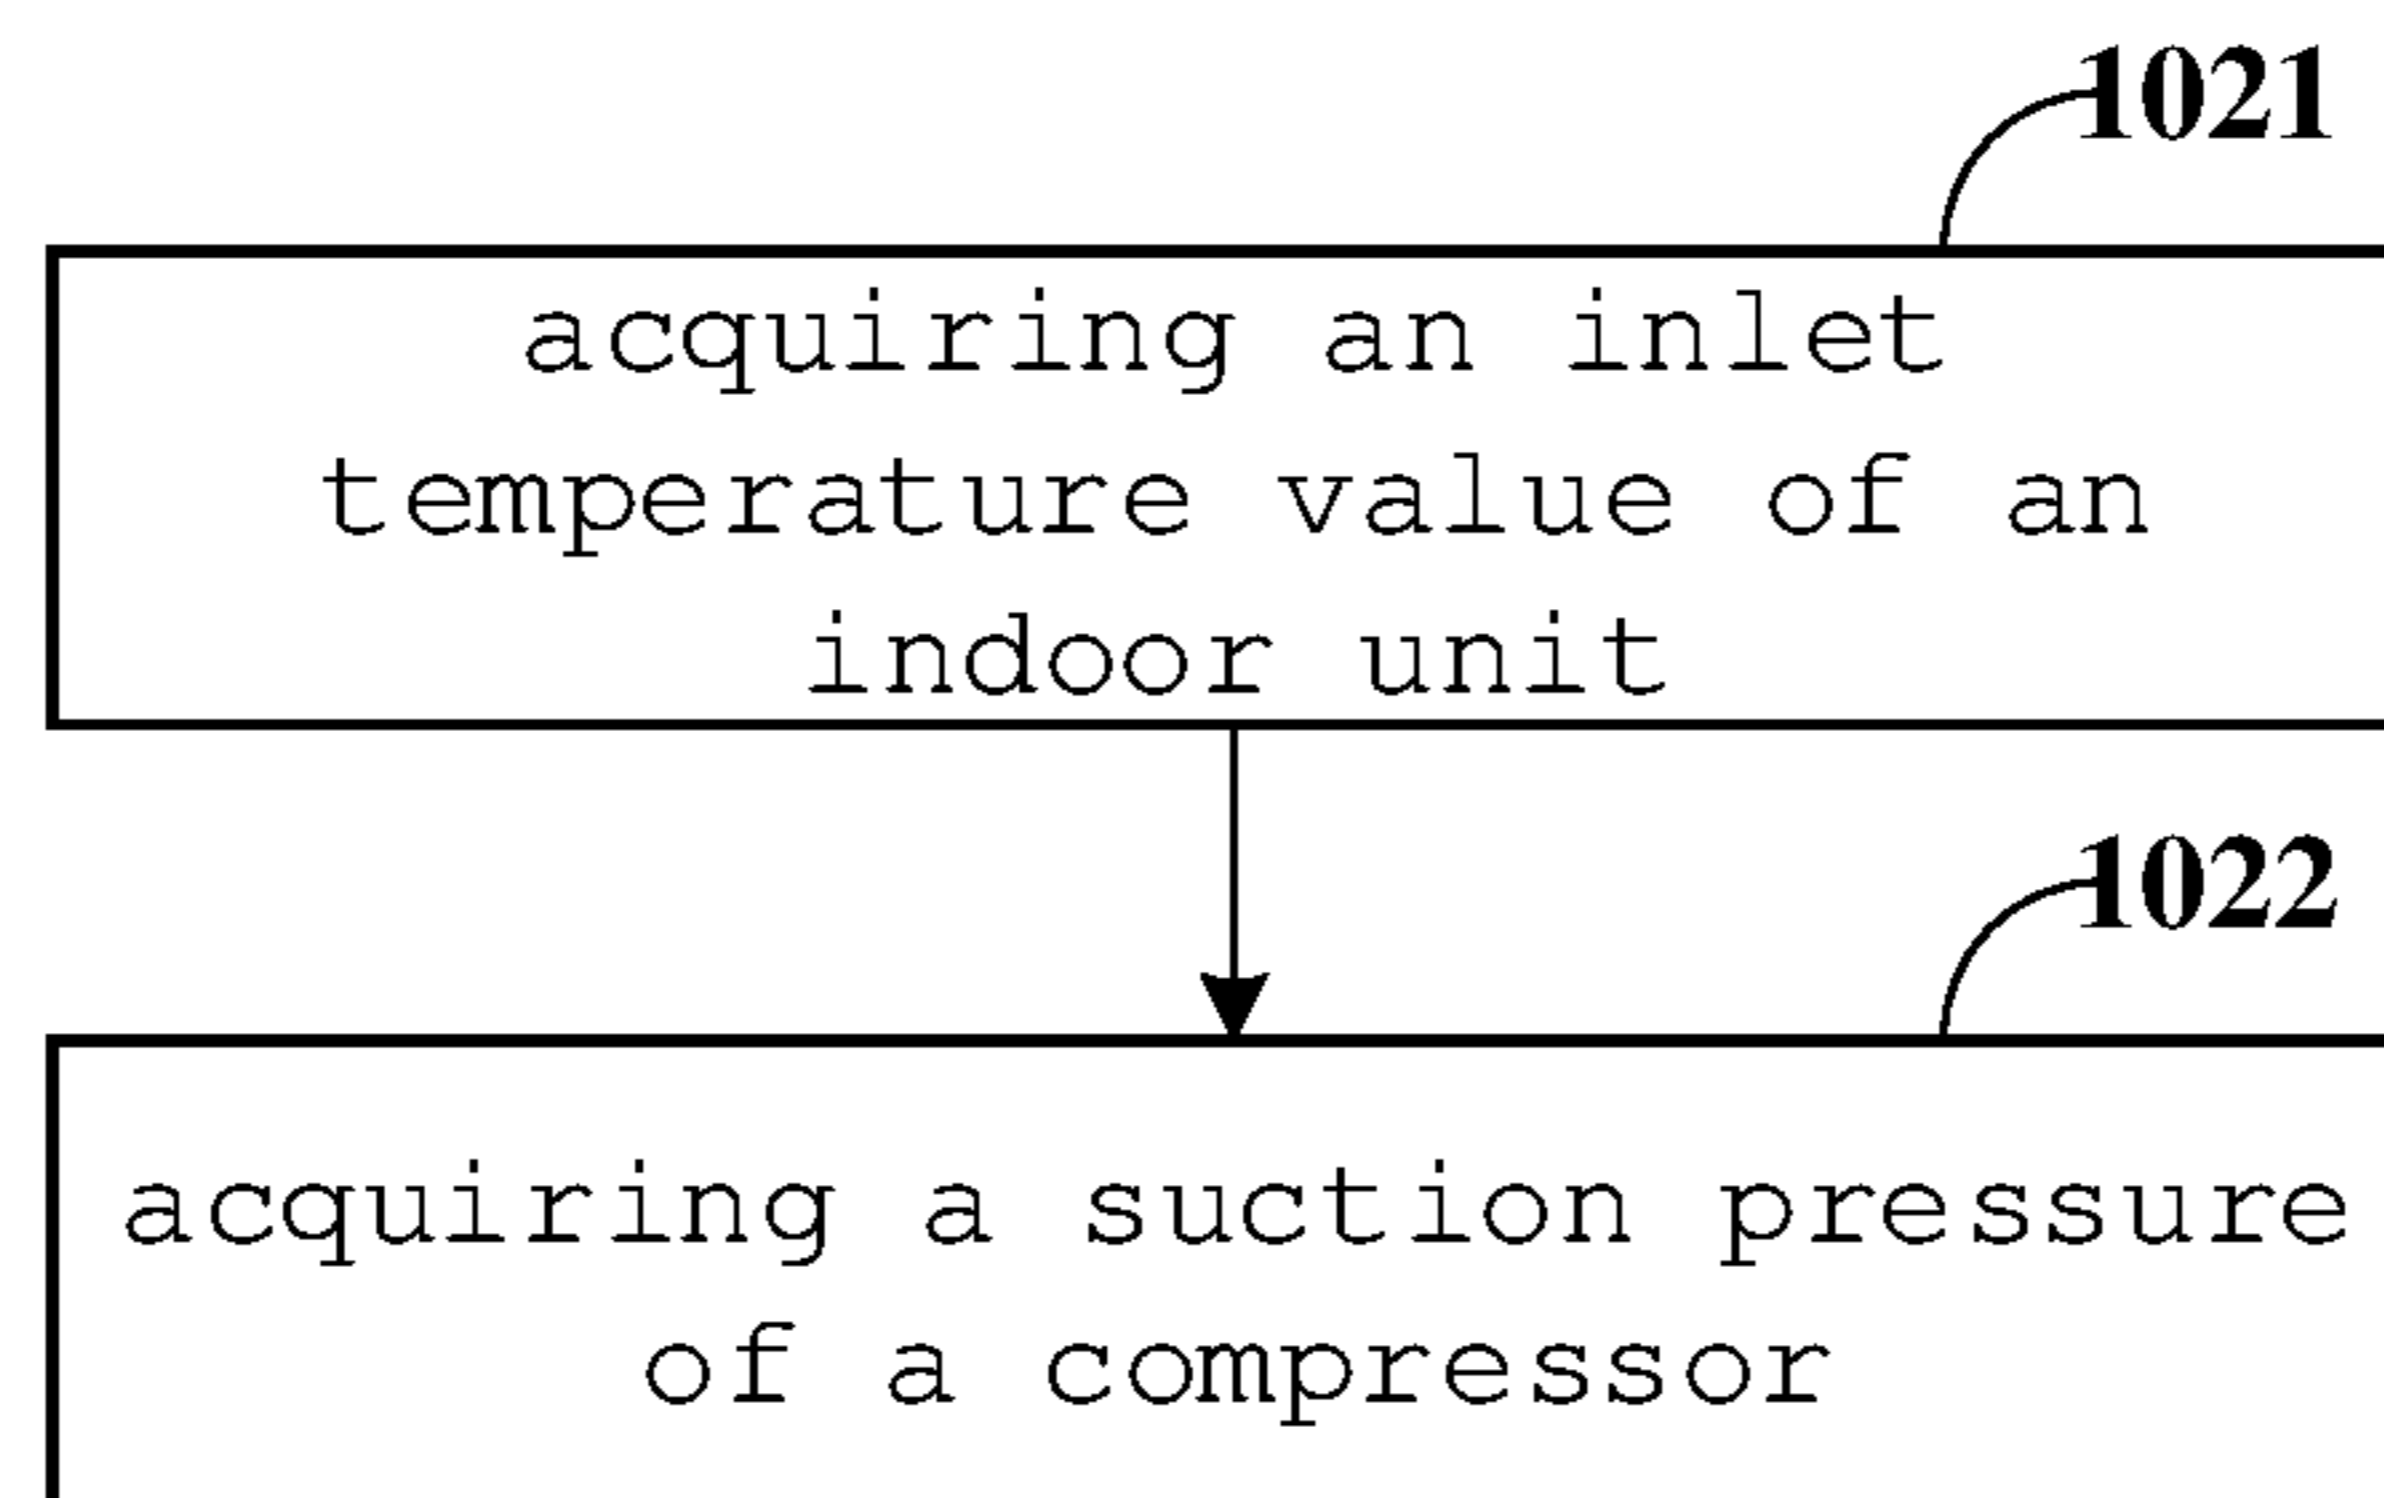 1021
acquiring an inlet
temperature value of an
indoor unit
1022
acquiring a suction pressure
of a compressor